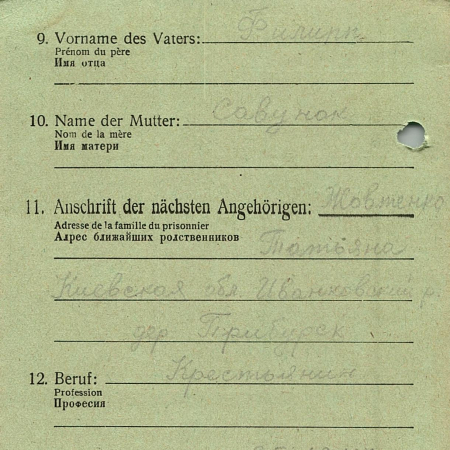 9. Vorname des Vaters: Филипп
Prénom du père
Имя отца
10. Name der Mutter: Савунок
Nom de la mère
Имя матери
11. Anschrift der nächsten Angehörigen: Жовтенко
Adresse de la famille du prisonnier
Адрес ближайших родственников Татьяна
Киевская обл. Иванковский р.
дер
12. Beruf: Крестьянин
Profession
Професия